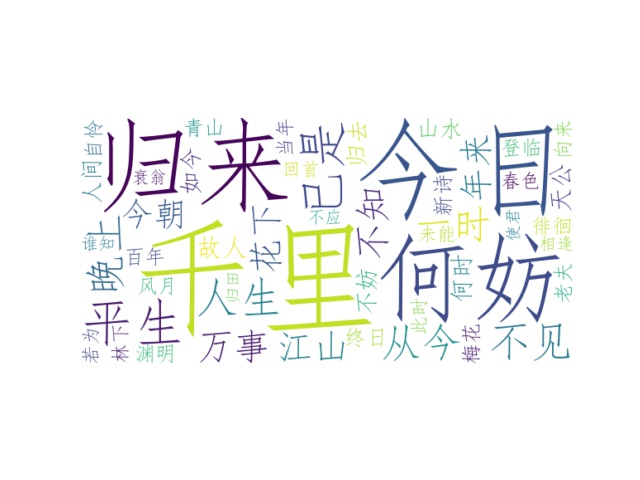 归来
今日
千里
何妨
已是
晚上
平生
人生
万事
江山
从今
不见
不知
花下
今朝
故人
一时
年来
人间
自怜
青山
衰翁
如今
当年
回首
归去
不应
山水
新诗
未能
登临
春色
使君
向来
天公
徘徊
相逢
老夫
谁知
百年
风月
归田
若为
林下
渊明
不妨
终日
此时
何时
梅花